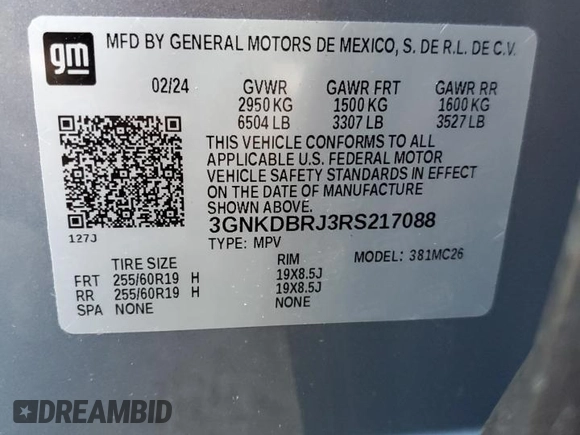 gm
MFD BY GENERAL MOTORS DE MEXICO, S. DE R.L. DE C.V.
02/24 GVWR GAWR FRT GAWR RR
2950 KG 1500 KG 1600 KG
6504 LB 3307 LB 3527 LB
THIS VEHICLE CONFORMS TO ALL
APPLICABLE U.S. FEDERAL MOTOR
VEHICLE SAFETY STANDARDS IN EFFECT
ON THE DATE OF MANUFACTURE
SHOWN ABOVE.
3GNKDBRJ3RS217088
127J TYPE: MPV MODEL: 381MC26
TIRE SIZE RIM
FRT 255/60R19 H 19X8.5J
RR 255/60R19 H 19X8.5J
SPA NONE NONE
DREAMBID